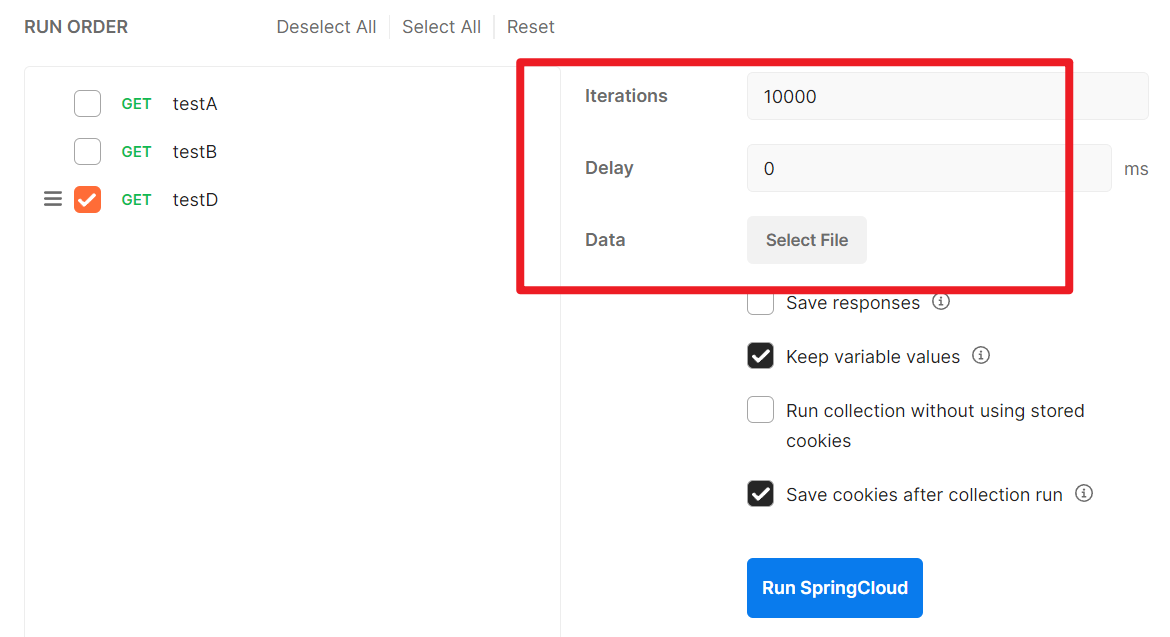 RUN ORDER Deselect All Select All Reset
GET testA
GET testB
GET testD
Iterations 10000
Delay 0 ms
Data Select File
Save responses
Keep variable values
Run collection without using stored
cookies
Save cookies after collection run
Run SpringCloud